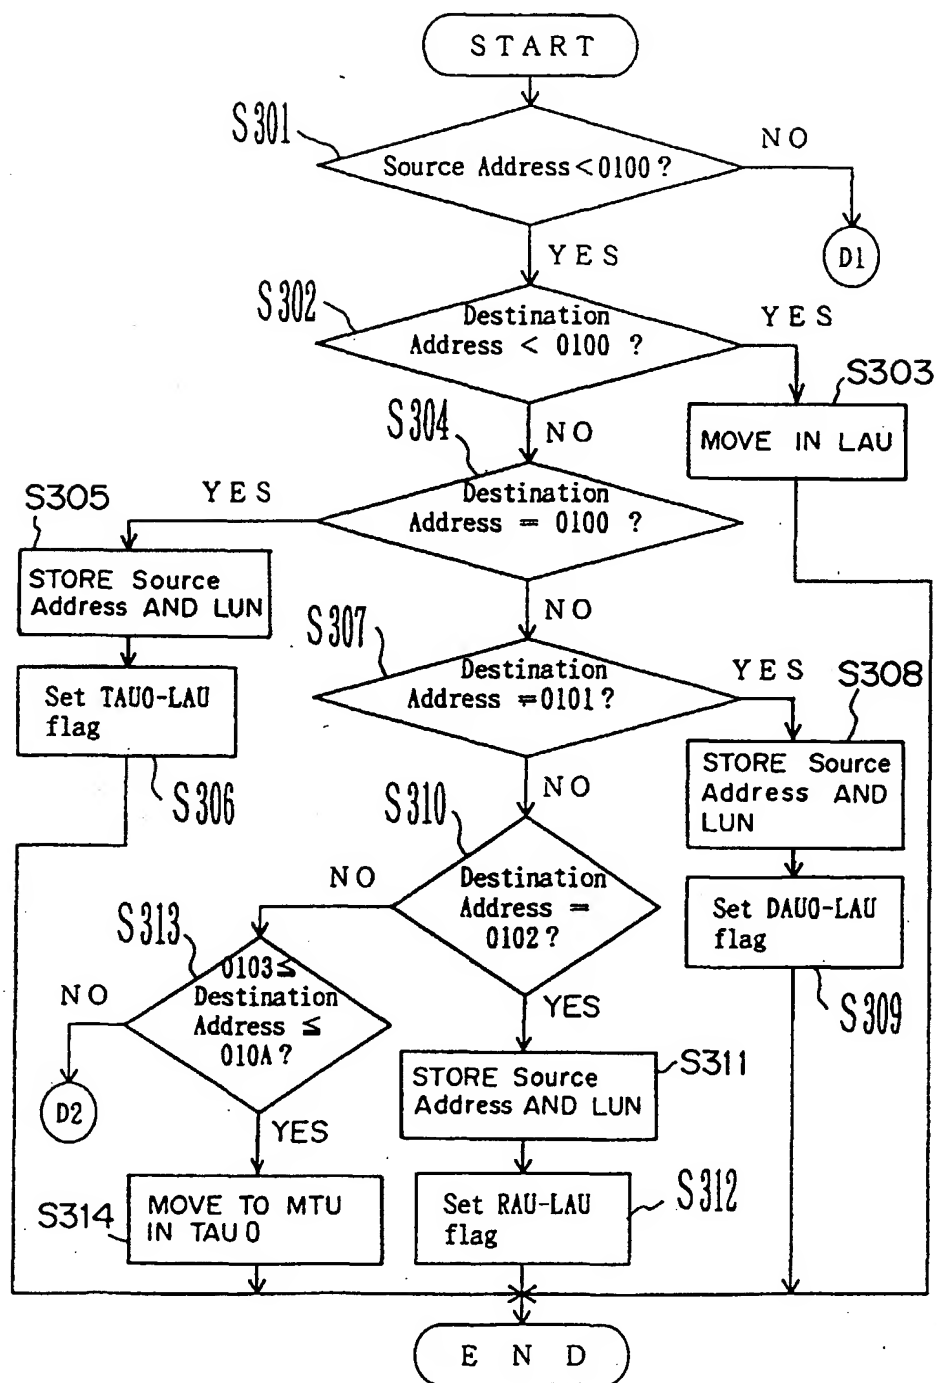 START
S301
Source Address<0100?
NO
D1
YES
S302
Destination
Address < 0100 ?
YES
S303
MOVE IN LAU
NO
S304
Destination
Address = 0100 ?
YES
S305
STORE Source
Address AND LUN
NO
Set TAU0-LAU
flag
S306
S307
Destination
Address =0101?
YES
S308
STORE Source
Address AND
LUN
NO
Set DAU0-LAU
flag
S309
S310
Destination
Address =
0102?
NO
S313
0103≦
Destination
Address ≦
010A?
NO
D2
YES
S311
STORE Source
Address AND LUN
YES
S314
MOVE TO MTU
IN TAU0
Set RAU-LAU
flag
S312
END